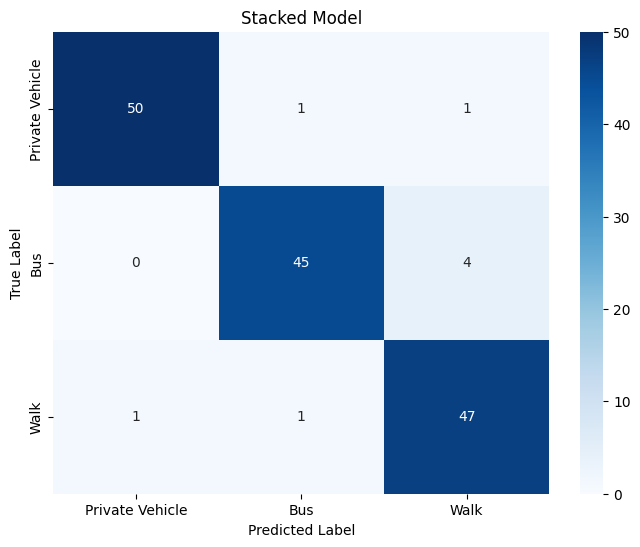 Stacked Model
True Label
Private Vehicle
Bus
Walk
50 1 1
0 45 4
1 1 47
Private Vehicle Bus Walk
Predicted Label
50
40
30
20
10
0